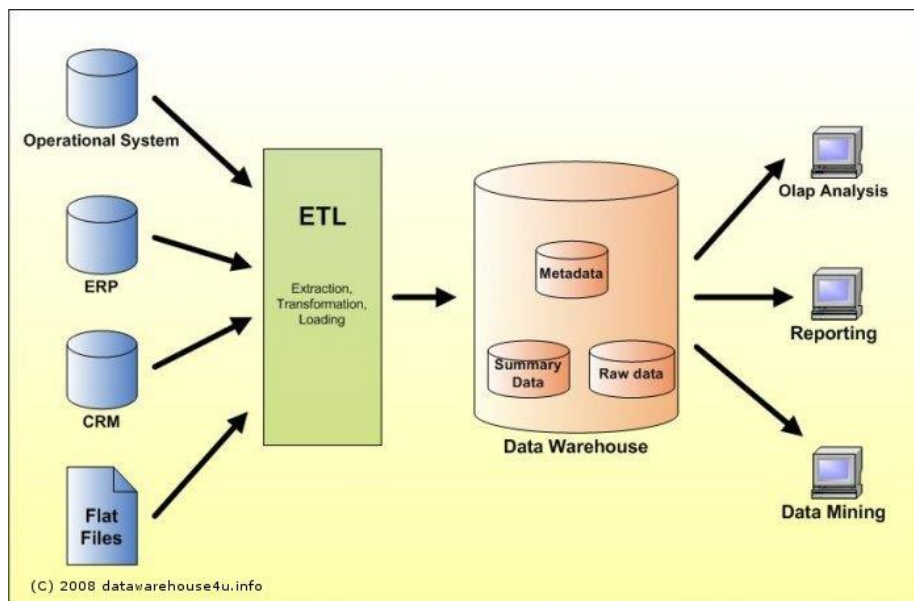 Operational System
ERP
CRM
Flat
Files
ETL
Extraction,
Transformation,
Loading
Metadata
Summary
Data
Raw data
Data Warehouse
Olap Analysis
Reporting
Data Mining
(C) 2008 datawarehouse4u.info